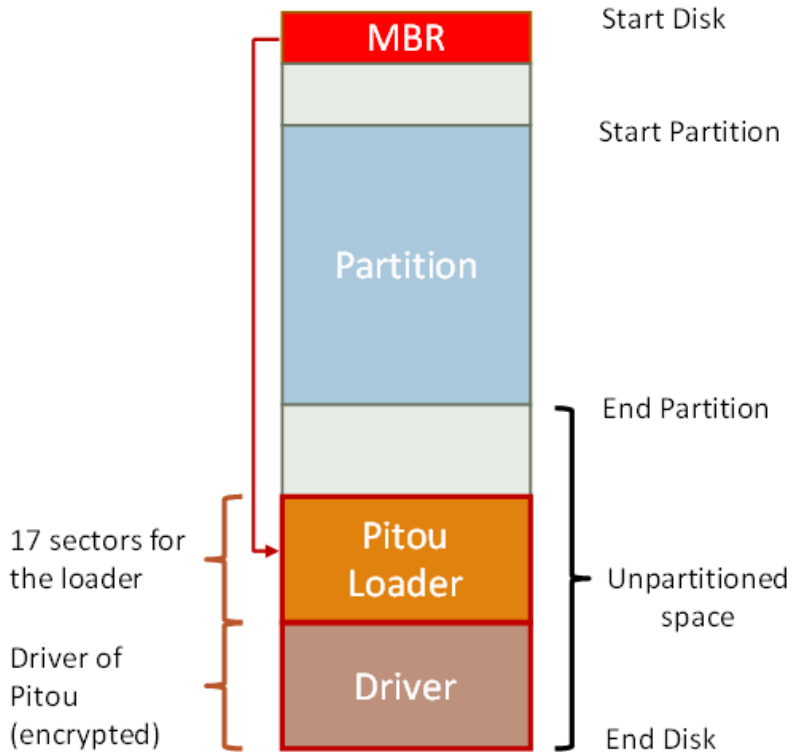 MBR
Start Disk
Start Partition
Partition
End Partition
17 sectors for
the loader
Pitou
Loader
Unpartitioned
space
Driver of
Pitou
(encrypted)
Driver
End Disk